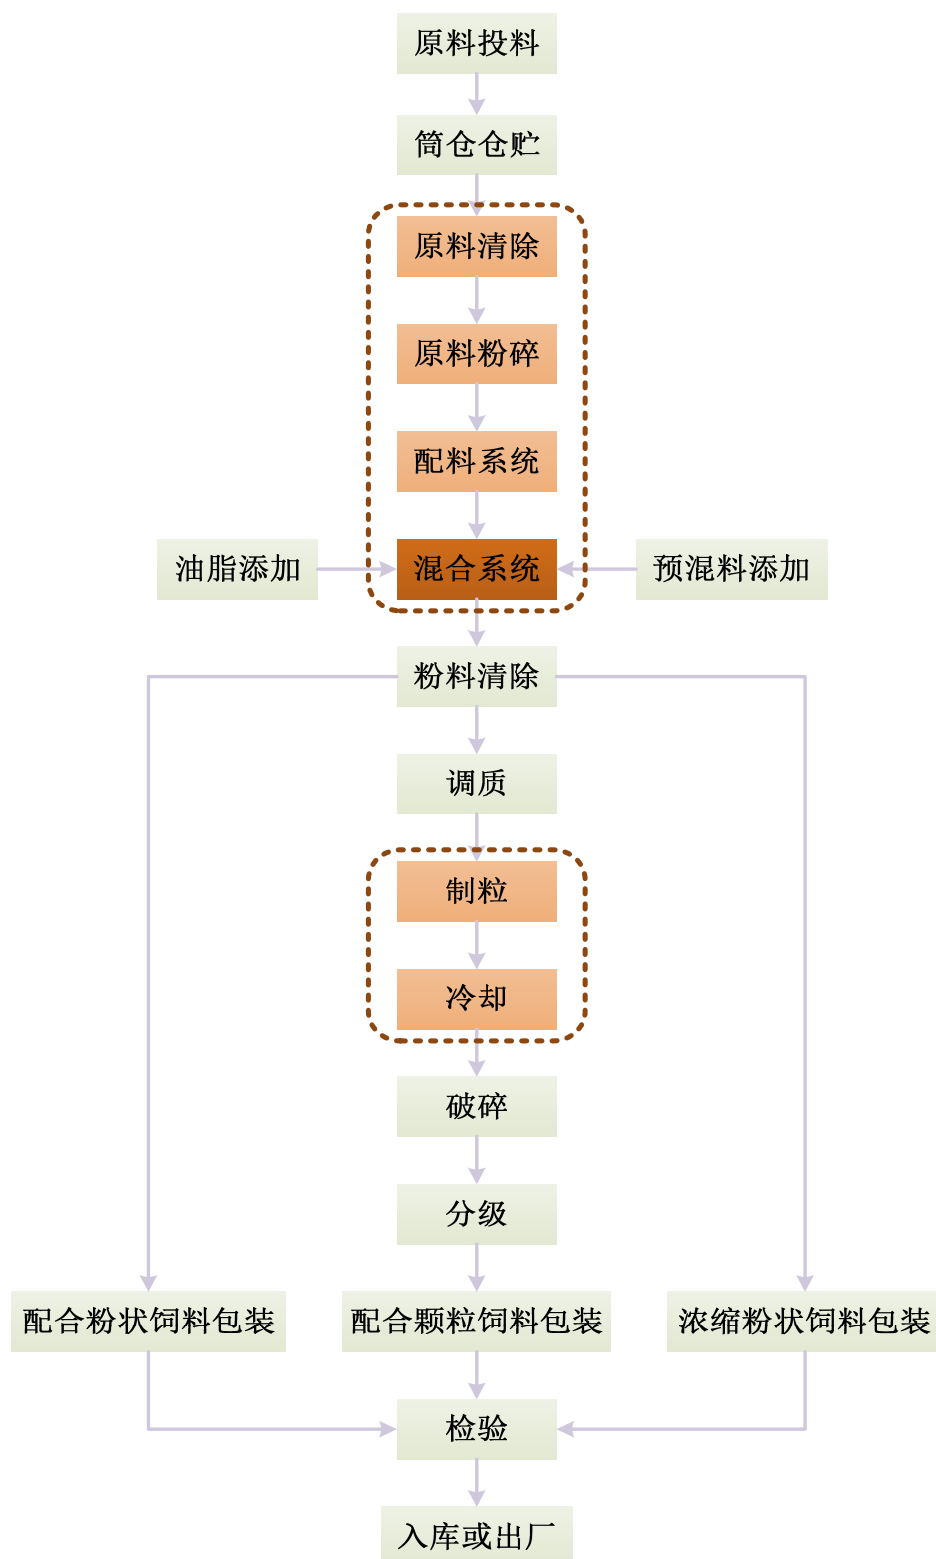 原料投料
筒仓仓贮
原料清除
原料粉碎
配料系统
油脂添加
混合系统
预混料添加
粉料清除
调质
制粒
冷却
破碎
分级
配合粉状饲料包装
配合颗粒饲料包装
浓缩粉状饲料包装
检验
入库或出厂